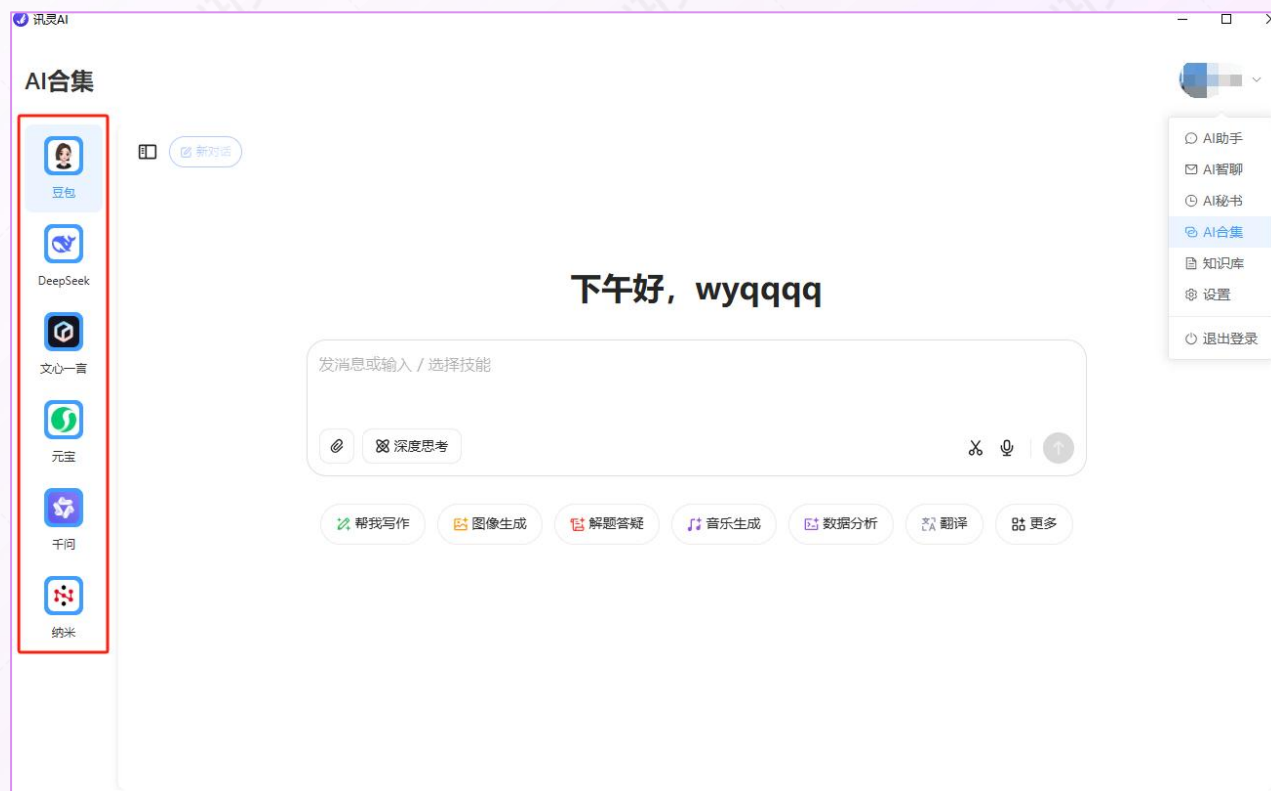 讯灵AI
AI合集
豆包
DeepSeek
文心一言
元宝
千问
纳米
新对话
下午好，wyqqqq
发消息或输入 / 选择技能
深度思考
帮我写作
图像生成
解题答疑
音乐生成
数据分析
翻译
更多
AI助手
AI智聊
AI秘书
AI合集
知识库
设置
退出登录